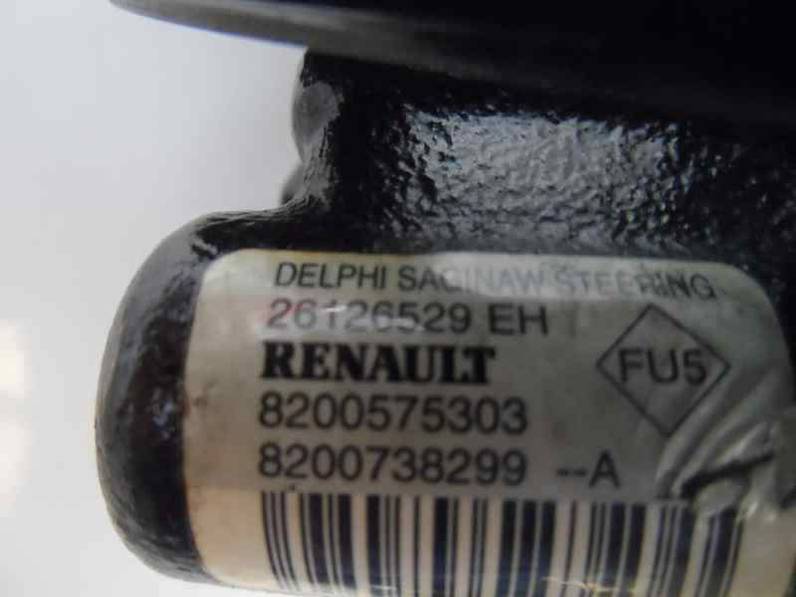 DELPHI SAGINAW STEERING
26126529 EH
RENAULT
FU5
8200575303
8200738299 --A